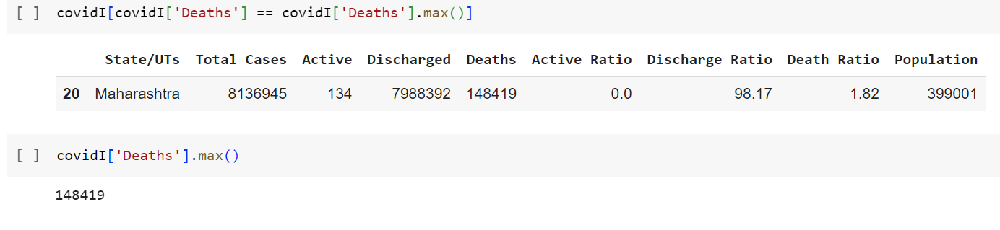 [ ] covidI[covidI['Deaths'] == covidI['Deaths'].max()]
State/UTs Total Cases Active Discharged Deaths Active Ratio Discharge Ratio Death Ratio Population
20 Maharashtra 8136945 134 7988392 148419 0.0 98.17 1.82 399001
[ ] covidI['Deaths'].max()
148419